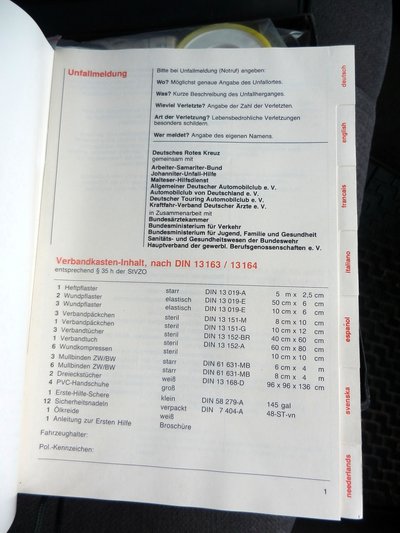 Unfallmeldung
Bitte bei Unfallmeldung (Notruf) angeben:
Wo? Möglichst genaue Angabe des Unfallortes.
Was? Kurze Beschreibung des Unfallherganges.
Wieviel Verletzte? Angabe der Zahl der Verletzten.
Art der Verletzung? Lebensbedrohliche Verletzungen
besonders schildern.
Wer meldet? Angabe des eigenen Namens.
Deutsches Rotes Kreuz
gemeinsam mit
Arbeiter-Samariter-Bund
Johanniter-Unfall-Hilfe
Malteser-Hilfsdienst
Allgemeiner Deutscher Automobilclub e. V.
Automobilclub von Deutschland e. V.
Deutscher Touring Automobilclub e. V.
Kraftfahr-Verband Deutscher Ärzte e. V.
in Zusammenarbeit mit
Bundesärztekammer
Bundesministerium für Verkehr
Bundesministerium für Jugend, Familie und Gesundheit
Sanitäts- und Gesundheitswesen der Bundeswehr
Hauptverband der gewerbl. Berufsgenossenschaften e. V.
Verbandkasten-Inhalt, nach DIN 13163 / 13164
entsprechend § 35 h der StVZO
1 Heftpflaster starr DIN 13 019-A 5 m x 2,5 cm
2 Wundpflaster elastisch DIN 13 019-E 50 cm x 6 cm
3 Wundpflaster elastisch DIN 13 019-E 10 cm x 6 cm
3 Verbandpäckchen steril DIN 13 151-M 8 cm x 10 cm
1 Verbandpäckchen steril DIN 13 151-G 10 cm x 12 cm
3 Verbandtücher steril DIN 13 152-BR 40 cm x 60 cm
1 Verbandtuch steril DIN 13 152-A 60 cm x 80 cm
6 Wundkompressen steril 10 cm x 10 cm
3 Mullbinden ZW/BW starr DIN 61 631-MB 6 cm x 4 m
6 Mullbinden ZW/BW starr DIN 61 631-MB 8 cm x 4 m
2 Dreiecktücher weiß DIN 13 168-D 96 x 96 x 136 cm
4 PVC-Handschuhe groß
1 Erste-Hilfe-Schere klein DIN 58 279-A 145 gal
12 Sicherheitsnadeln verpackt DIN 7 404-A 48-ST-vn
1 Ölkreide weiß
1 Anleitung zur Ersten Hilfe Broschüre
Fahrzeughalter:
Pol.-Kennzeichen:
1
deutsch
english
francais
italiano
español
svenska
neederlands